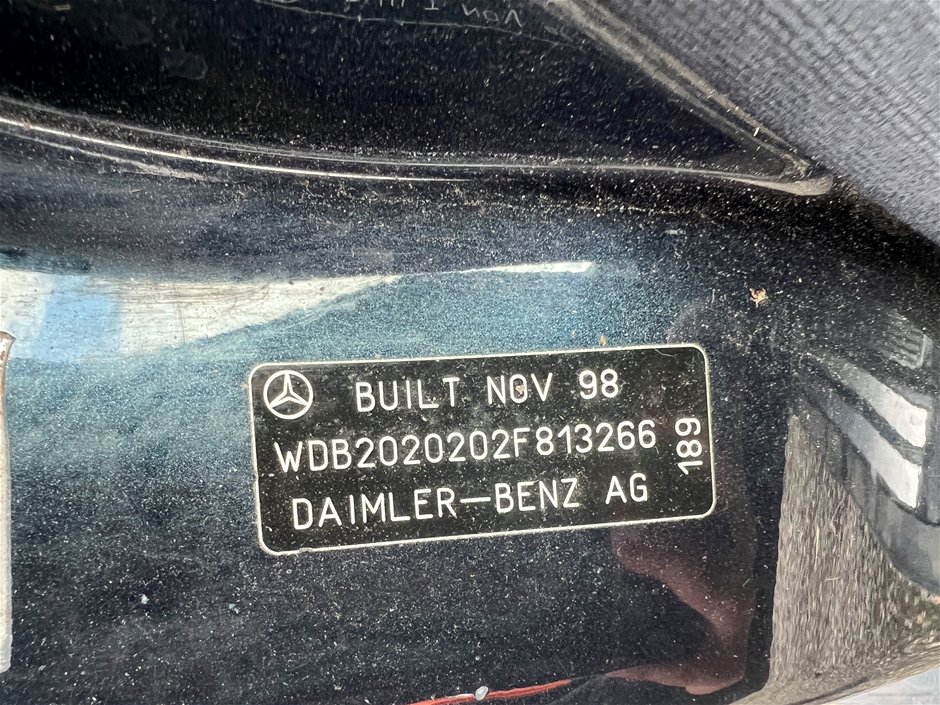 BUILT NOV 98
WDB2020202F813266
189
DAIMLER—BENZ AG